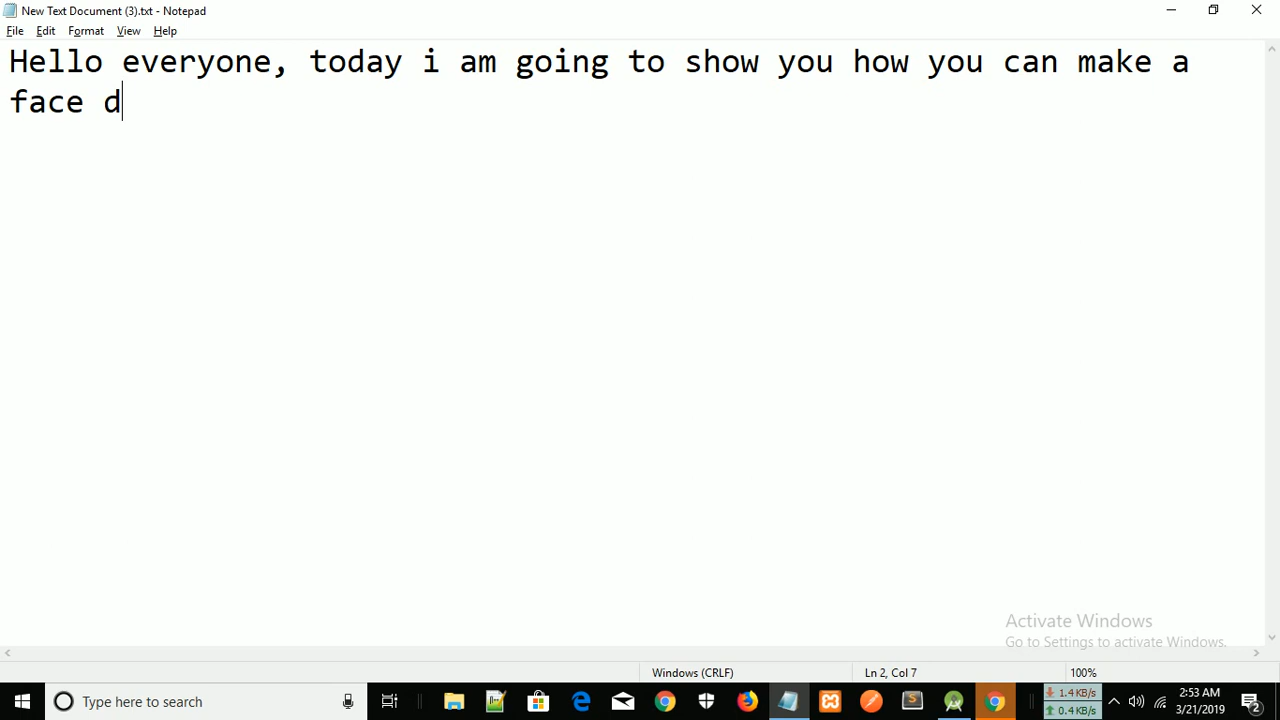 New Text Document (3).txt - Notepad
File Edit Format View Help
Hello everyone, today i am going to show you how you can make a
face d
Activate Windows
Go to Settings to activate Windows.
Windows (CRLF) Ln 2, Col 7 100%
Type here to search
1.4 KB/s
0.4 KB/s
2:53 AM
3/21/2019
2